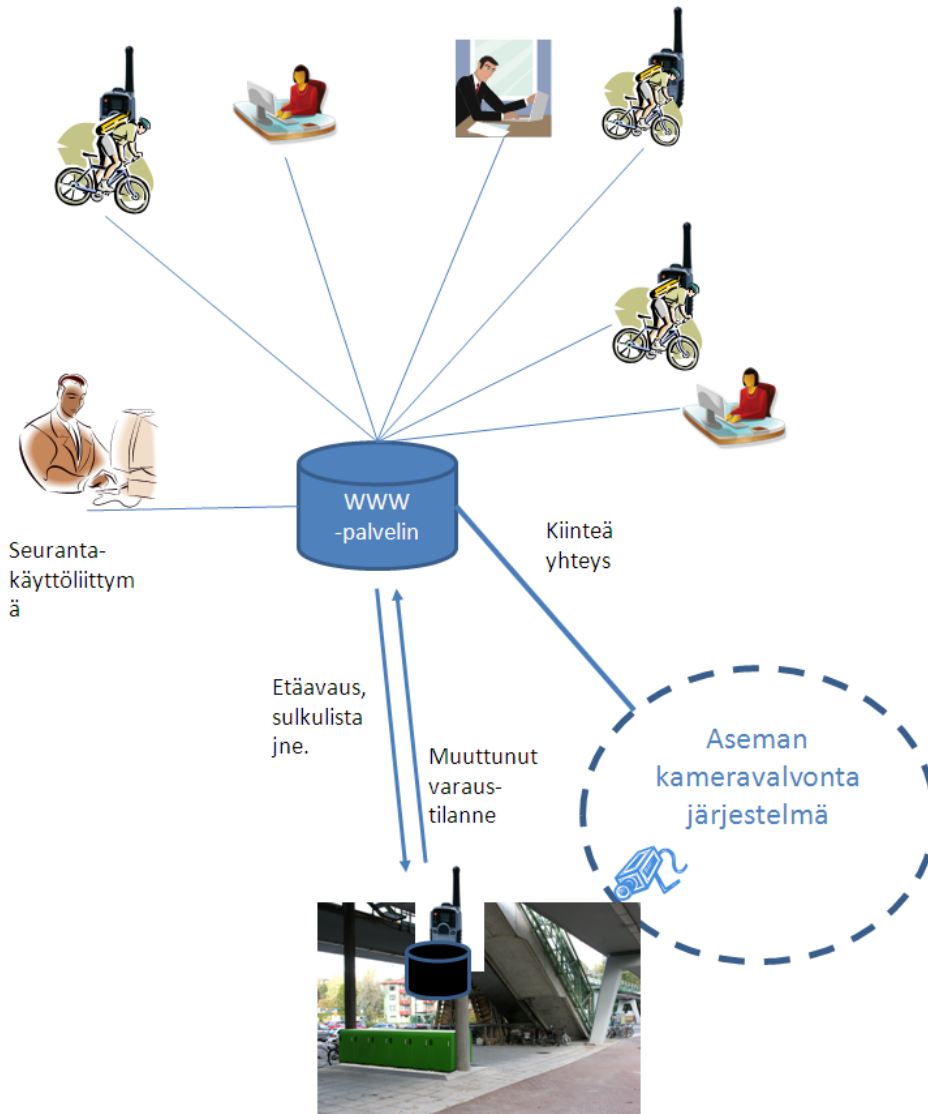 WWW
-palvelin
Kiinteä
yhteys
Seuranta-
käyttöliittym
ä
Etäavaus,
sulkulista
jne.
Muuttunut
varaus-
tilanne
Aseman
kameravalvonta
järjestelmä